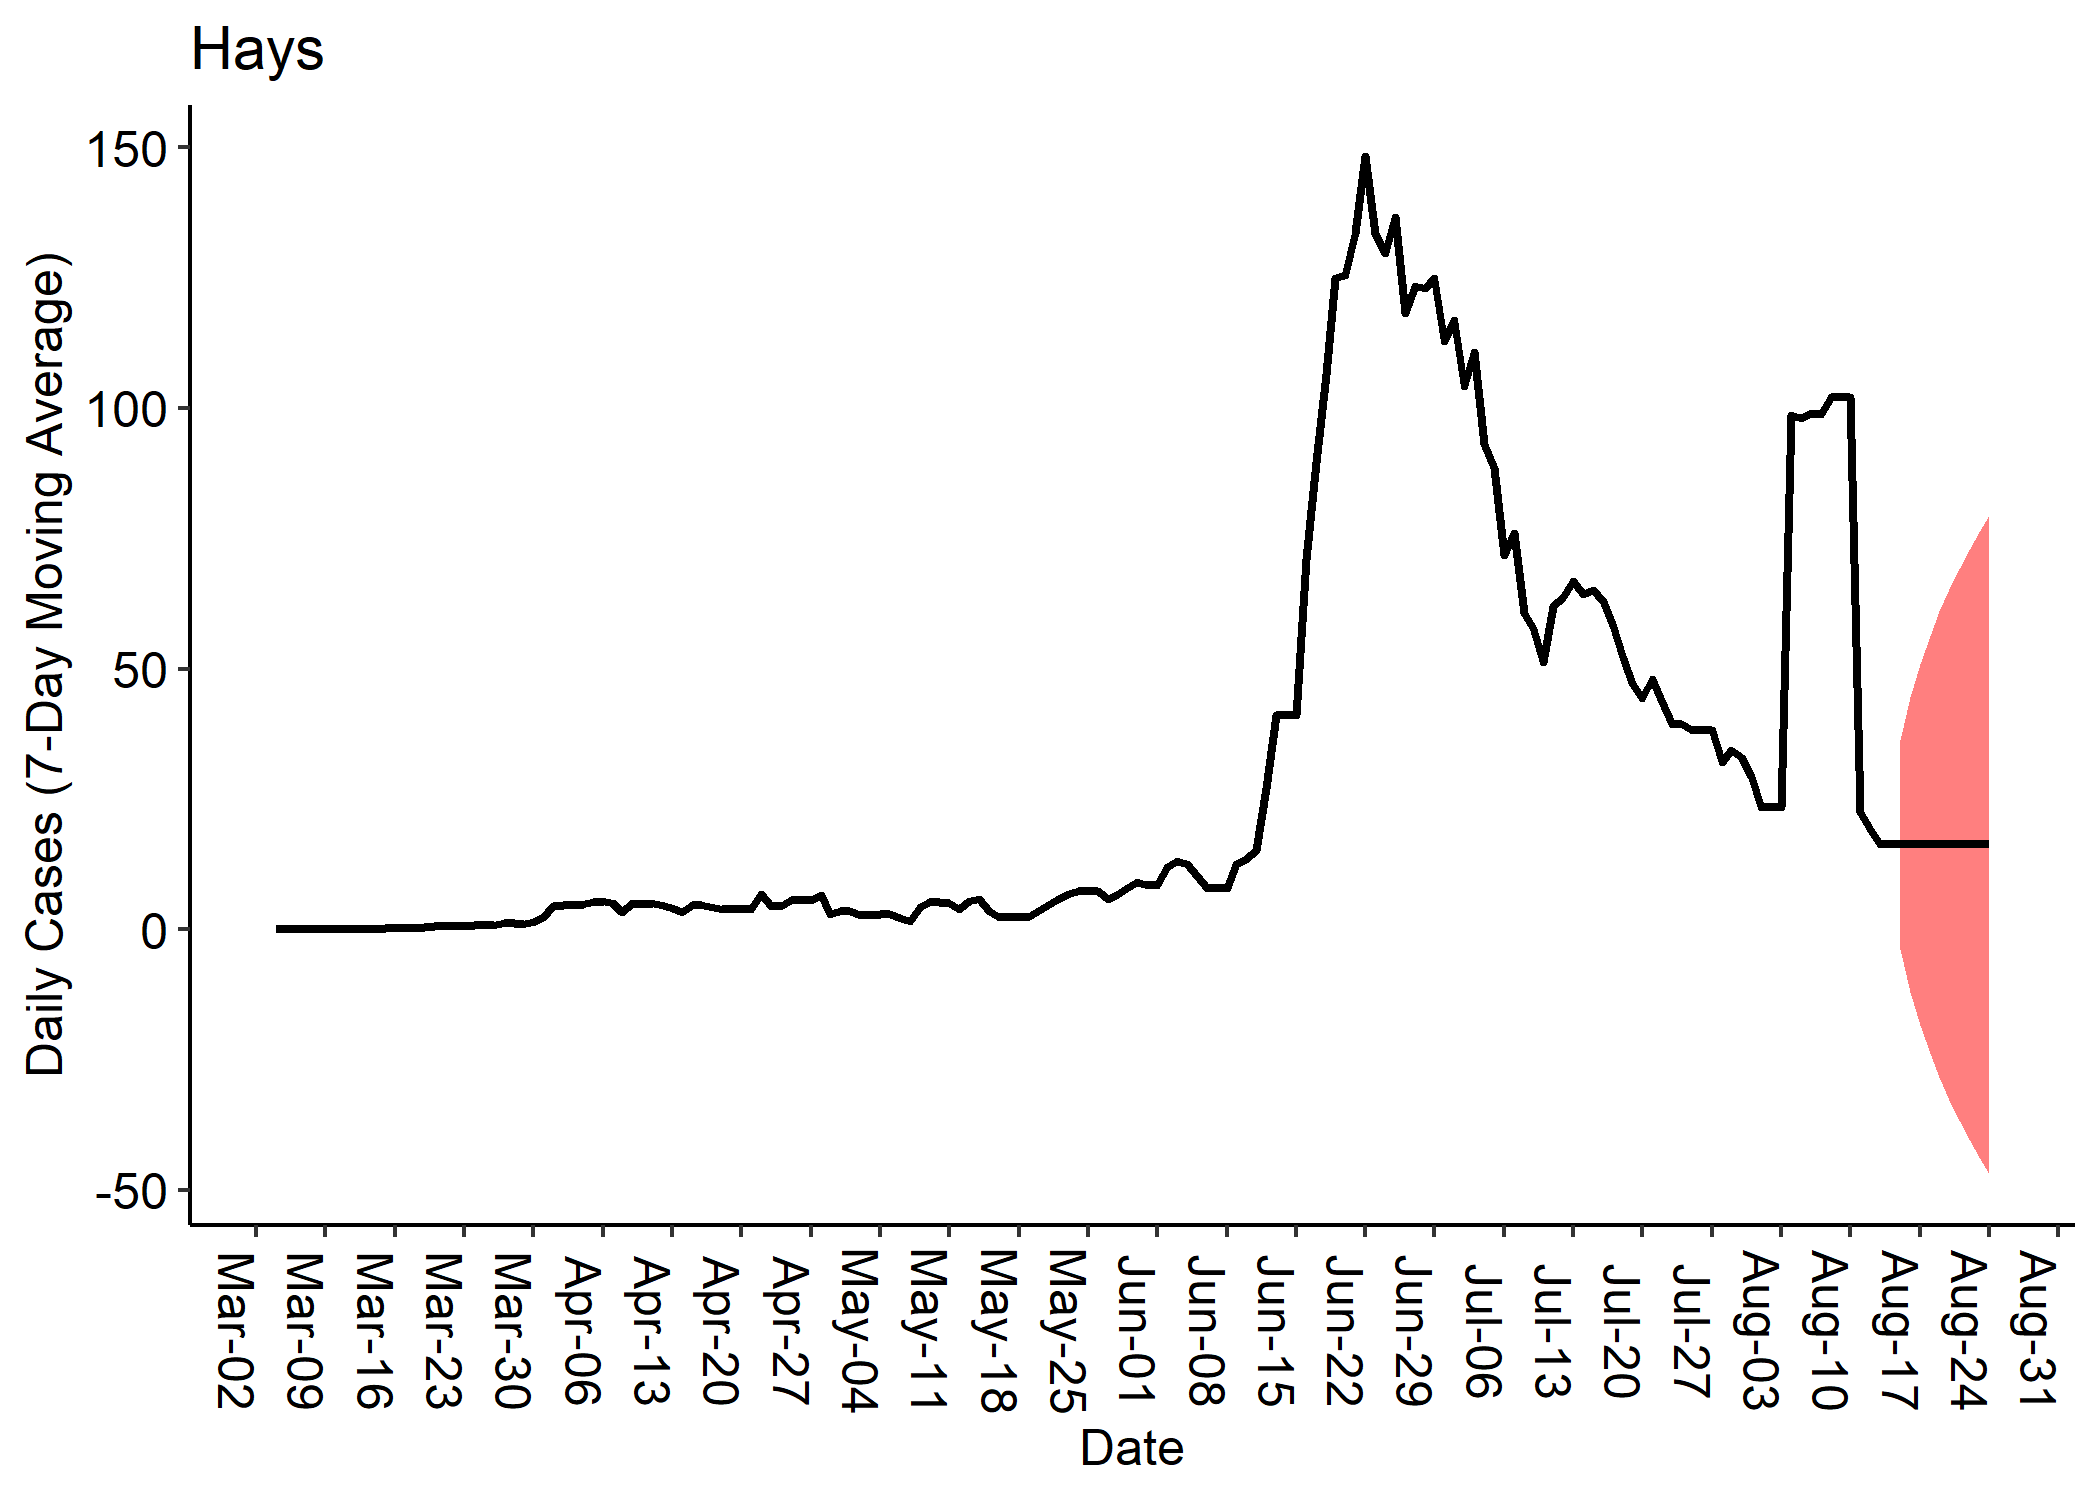 Hays
Daily Cases (7-Day Moving Average)
150
100
50
0
-50
Mar-02
Mar-09
Mar-16
Mar-23
Mar-30
Apr-06
Apr-13
Apr-20
Apr-27
May-04
May-11
May-18
May-25
Jun-01
Jun-08
Jun-15
Jun-22
Jun-29
Jul-06
Jul-13
Jul-20
Jul-27
Aug-03
Aug-10
Aug-17
Aug-24
Aug-31
Date